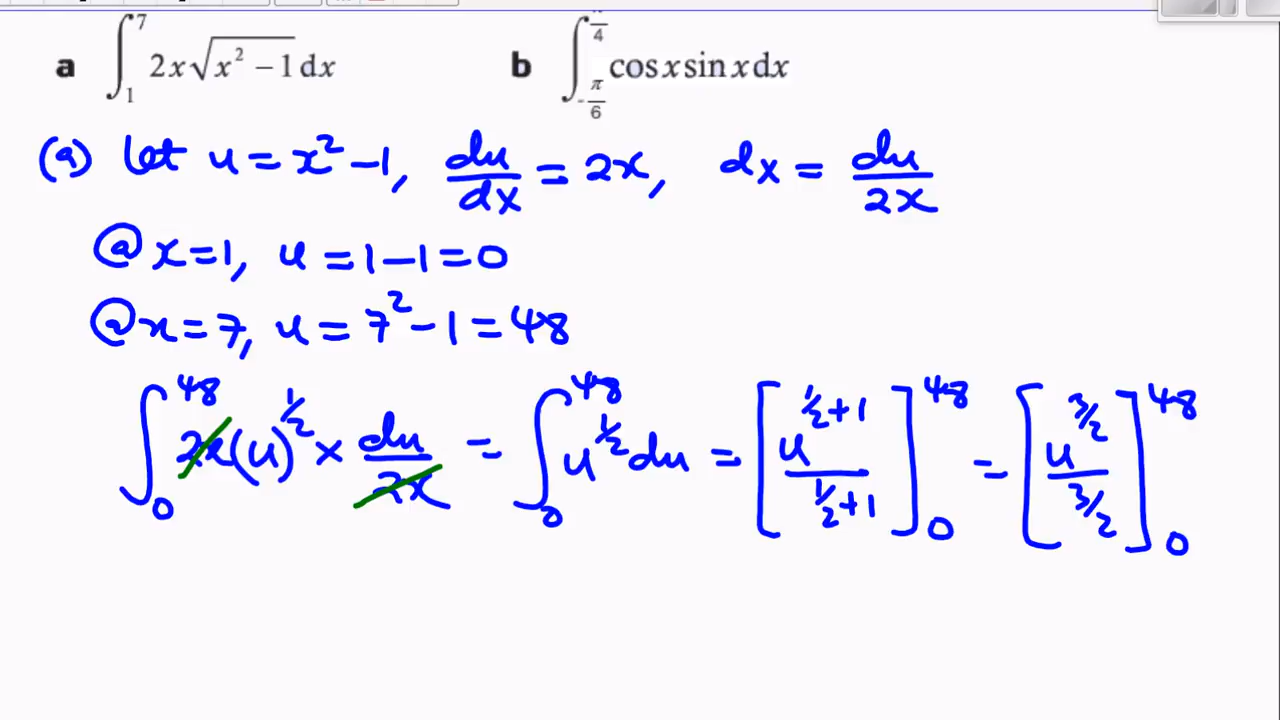 a ∫₁⁷ 2x√(x² − 1) dx b ∫_{-π/6}^{π/4} cos x sin x dx
(a) let u = x² − 1, du/dx = 2x, dx = du/2x
@ x = 1, u = 1 − 1 = 0
@ x = 7, u = 7² − 1 = 48
∫₀⁴⁸ 2x(u)^{1/2} × du/2x = ∫₀⁴⁸ u^{1/2} du = [u^{1/2+1}/(1/2+1)]₀⁴⁸ = [u^{3/2}/(3/2)]₀⁴⁸